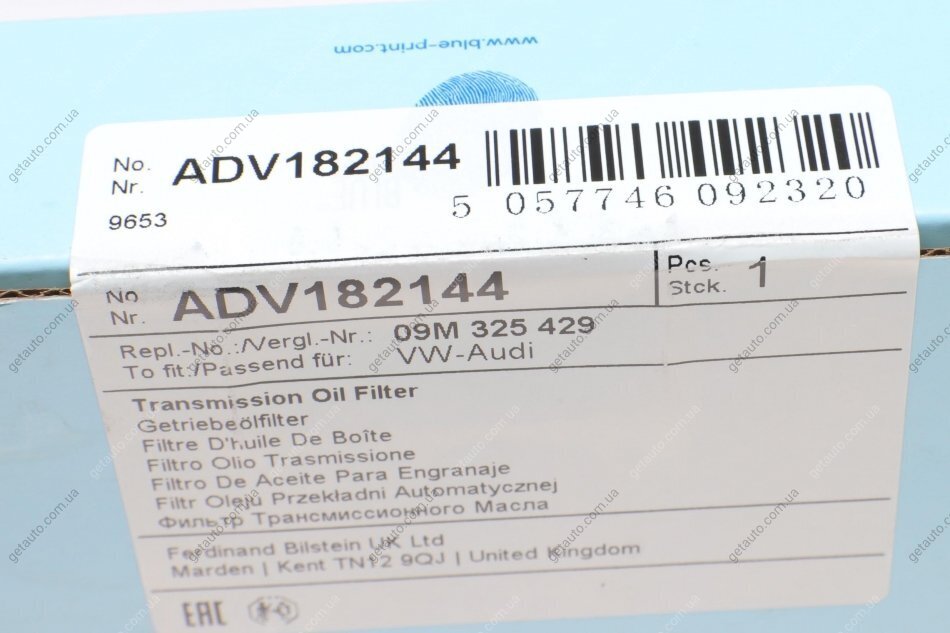 www.blue-print.com
No. ADV182144
Nr.
9653
5 057746 092320
No ADV182144 Pcs. 1
Nr. Stck.
Repl.-No.:/Vergl.-Nr.: 09M 325 429
To fit:/Passend für: VW-Audi
Transmission Oil Filter
Getriebeölfilter
Filtre D'huile De Boîte
Filtro Olio Trasmissione
Filtro De Aceite Para Engranaje
Filtr Oleju Przekładni Automatycznej
Фильтр Трансмиссионного Масла
Ferdinand Bilstein UK Ltd
Marden | Kent TN12 9QJ | United Kingdom
EAC
getauto.com.ua